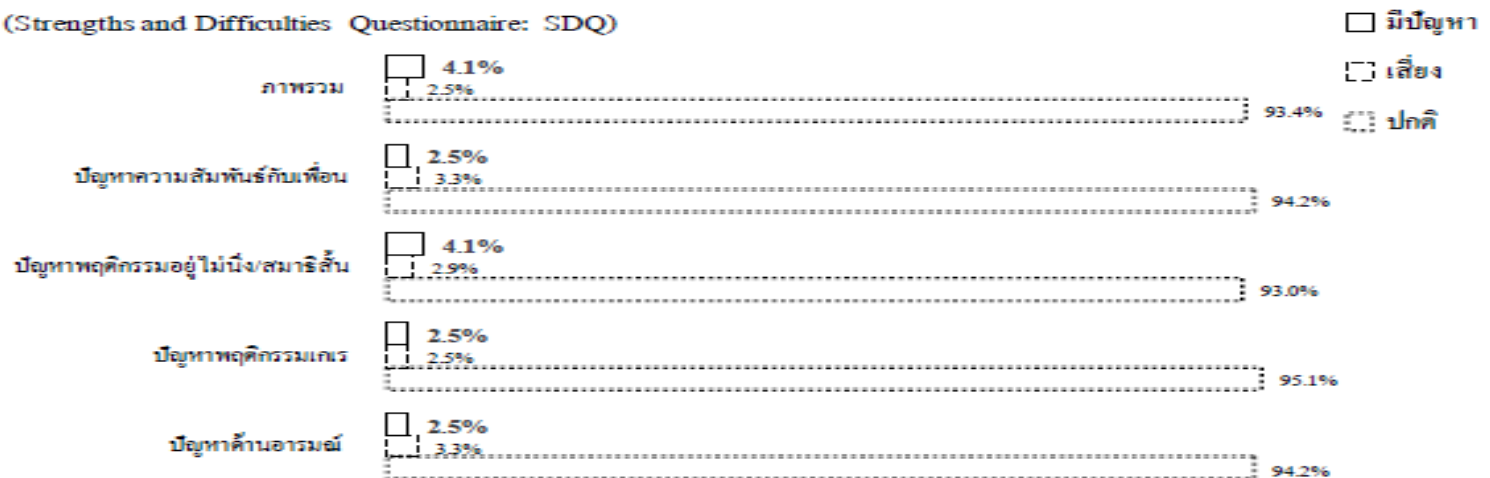 (Strengths and Difficulties Questionnaire: SDQ)
มีปัญหา
เสี่ยง
ปกติ
ภาพรวม
4.1%
2.5%
93.4%
ปัญหาความสัมพันธ์กับเพื่อน
2.5%
3.3%
94.2%
ปัญหาพฤติกรรมอยู่ไม่นิ่ง/สมาธิสั้น
4.1%
2.9%
93.0%
ปัญหาพฤติกรรมเกเร
2.5%
2.5%
95.1%
ปัญหาด้านอารมณ์
2.5%
3.3%
94.2%